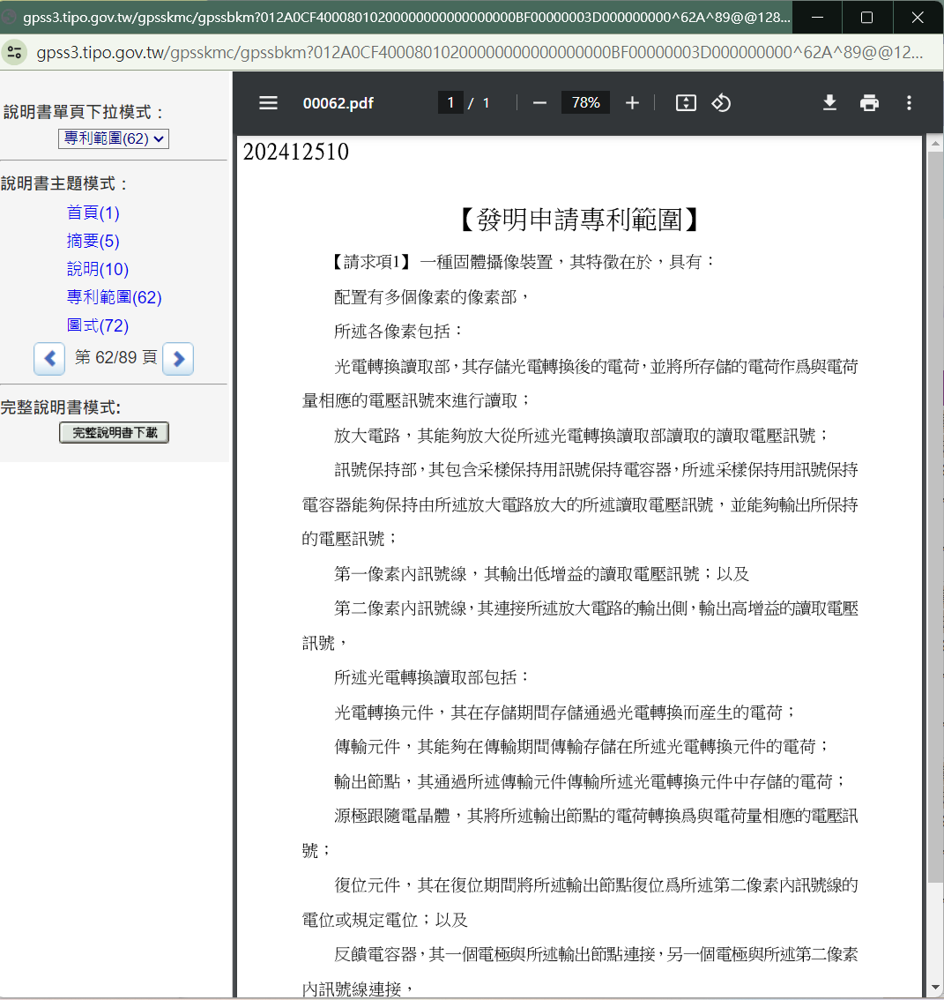 gpss3.tipo.gov.tw/gpsskmc/gpssbkm?012A0CF40008010200000000000000000BF00000003D000000000^62A^89@@128...
gpss3.tipo.gov.tw/gpsskmc/gpssbkm?012A0CF40008010200000000000000000BF00000003D000000000^62A^89@@12...
說明書單頁下拉模式：
專利範圍(62)
說明書主題模式：
首頁(1)
摘要(5)
說明(10)
專利範圍(62)
圖式(72)
第 62/89 頁
完整說明書模式:
完整說明書下載
00062.pdf
1 / 1
78%
202412510
【發明申請專利範圍】
【請求項1】 一種固體攝像裝置，其特徵在於，具有：
配置有多個像素的像素部，
所述各像素包括：
光電轉換讀取部，其存儲光電轉換後的電荷，並將所存儲的電荷作爲與電荷
量相應的電壓訊號來進行讀取；
放大電路，其能夠放大從所述光電轉換讀取部讀取的讀取電壓訊號；
訊號保持部，其包含采樣保持用訊號保持電容器，所述采樣保持用訊號保持
電容器能夠保持由所述放大電路放大的所述讀取電壓訊號，並能夠輸出所保持
的電壓訊號；
第一像素內訊號線，其輸出低增益的讀取電壓訊號；以及
第二像素內訊號線，其連接所述放大電路的輸出側，輸出高增益的讀取電壓
訊號，
所述光電轉換讀取部包括：
光電轉換元件，其在存儲期間存儲通過光電轉換而産生的電荷；
傳輸元件，其能夠在傳輸期間傳輸存儲在所述光電轉換元件的電荷；
輸出節點，其通過所述傳輸元件傳輸所述光電轉換元件中存儲的電荷；
源極跟隨電晶體，其將所述輸出節點的電荷轉換爲與電荷量相應的電壓訊
號；
復位元件，其在復位期間將所述輸出節點復位爲所述第二像素內訊號線的
電位或規定電位；以及
反饋電容器，其一個電極與所述輸出節點連接，另一個電極與所述第二像素
內訊號線連接，